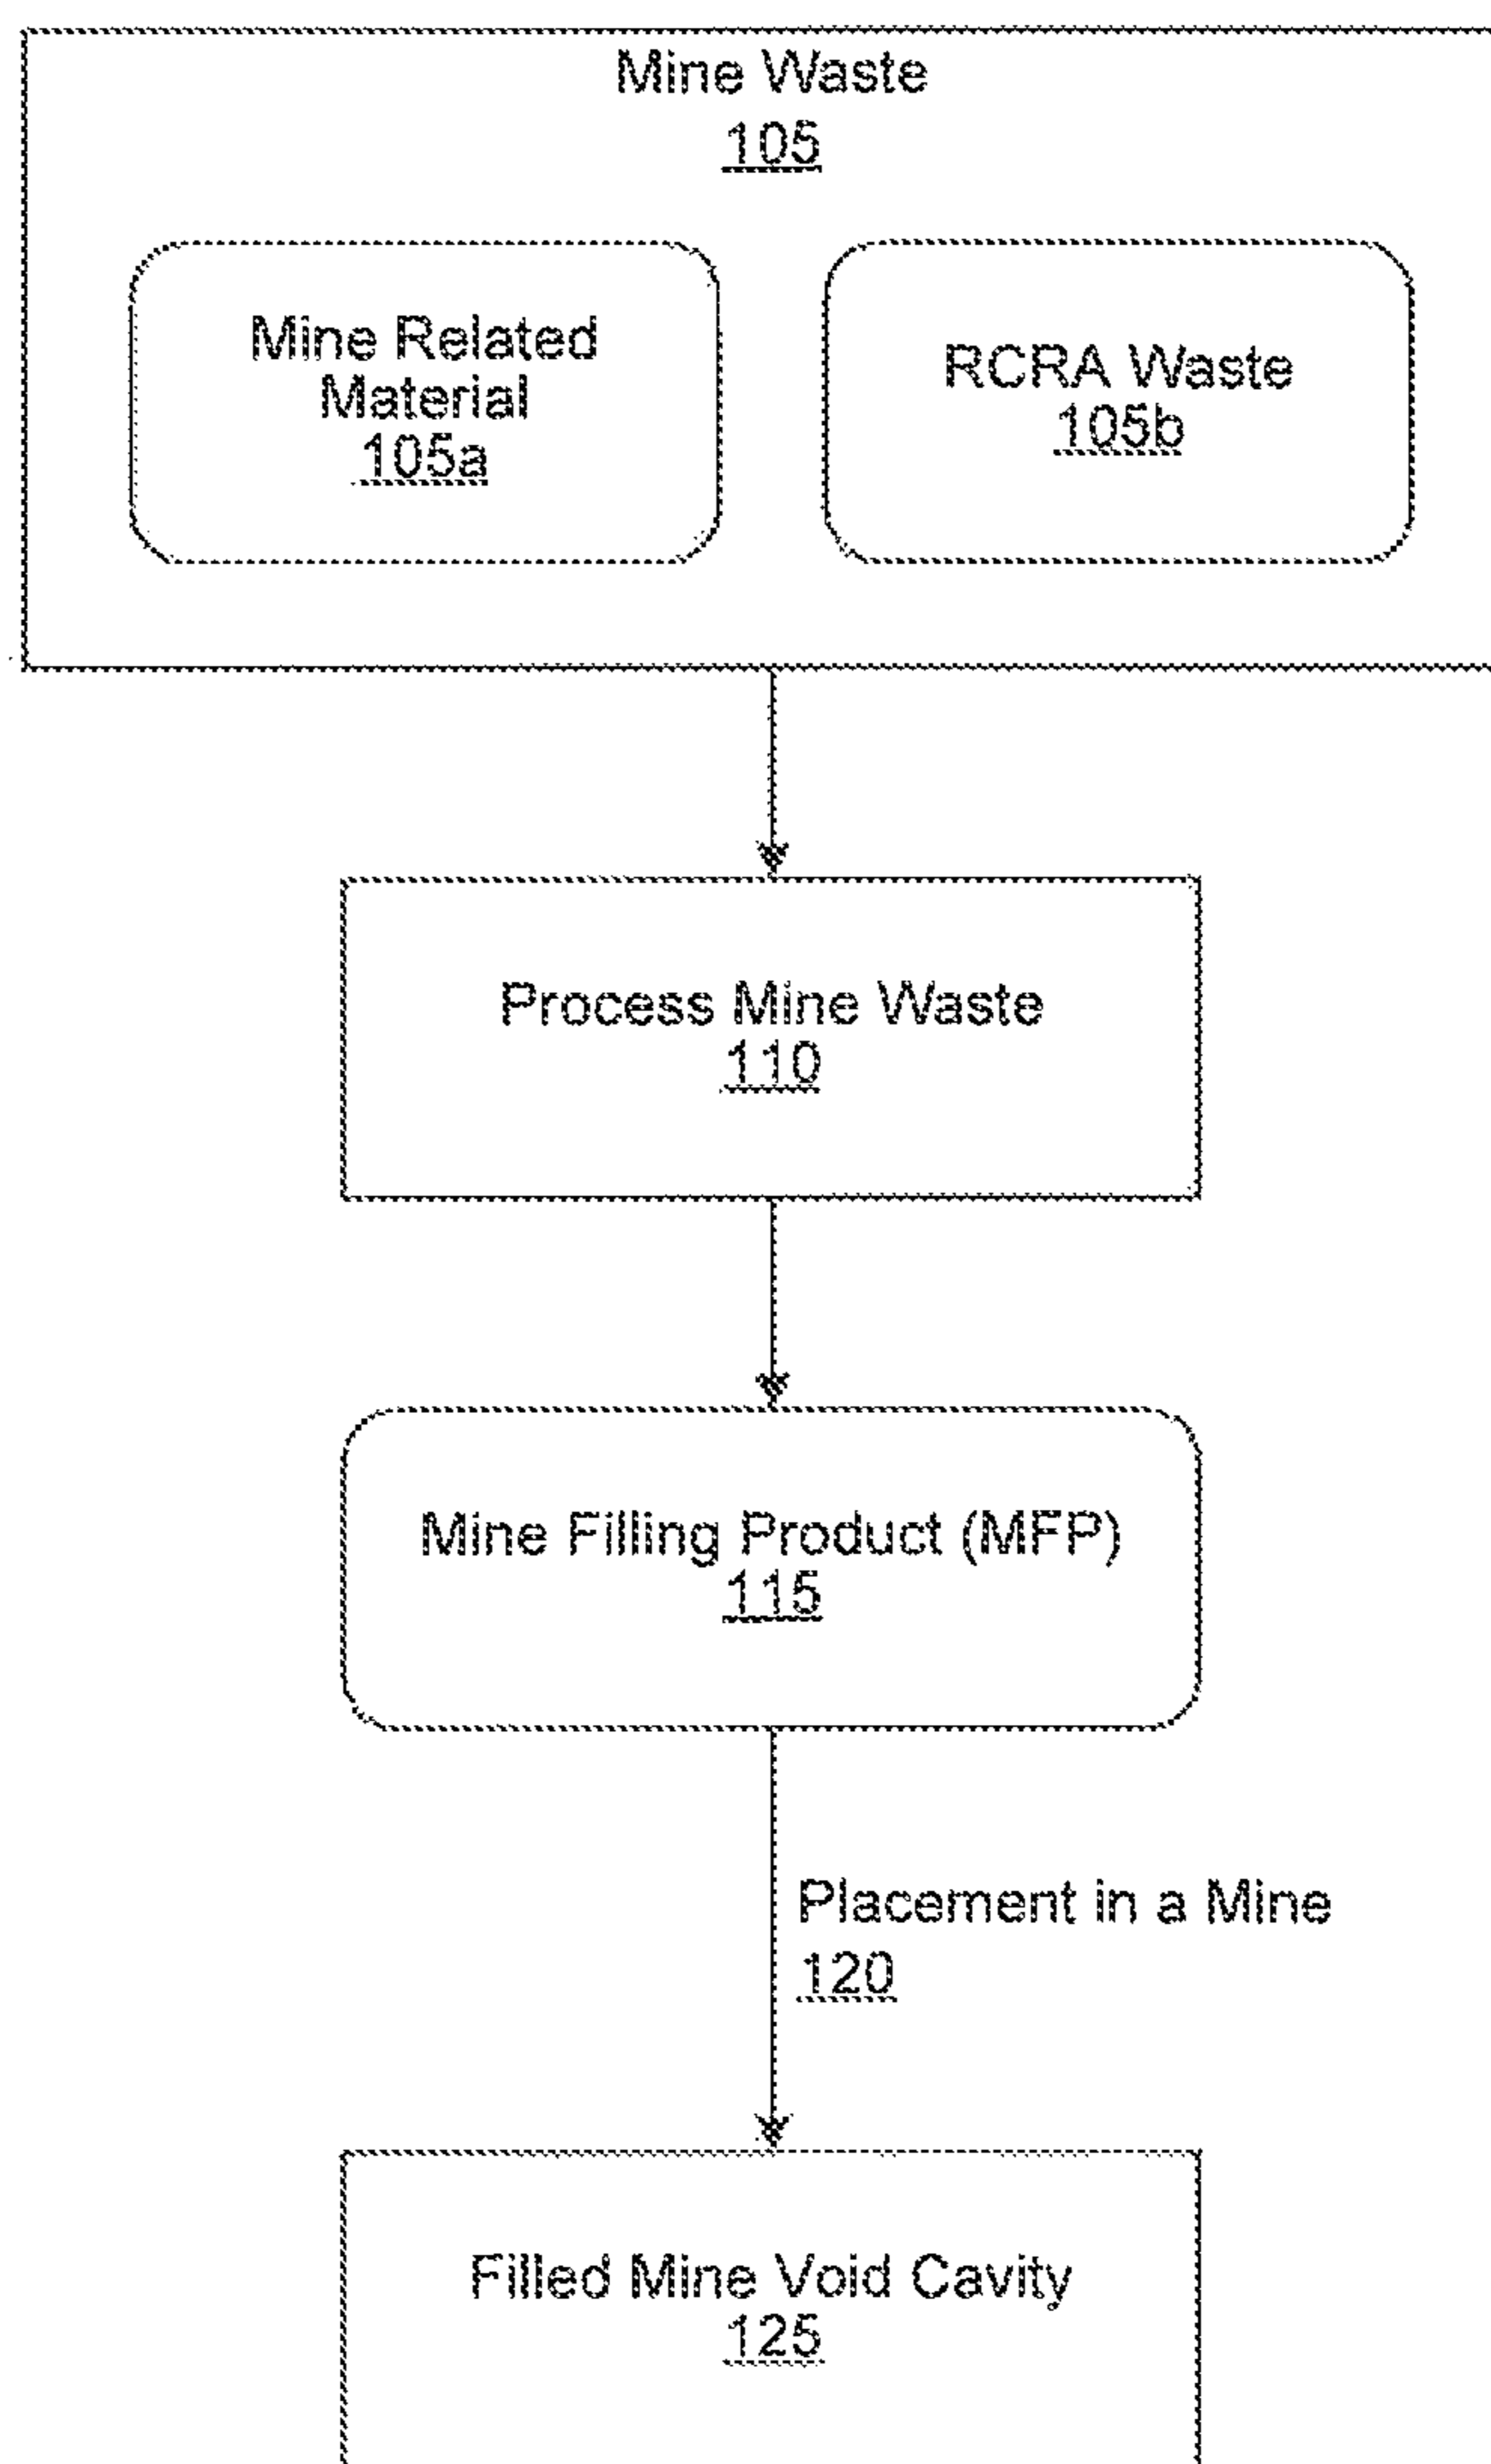 Mine Waste
105
Mine Related
Material
105a
RCRA Waste
105b
Process Mine Waste
110
Mine Filling Product (MFP)
115
Placement in a Mine
120
Filled Mine Void Cavity
125